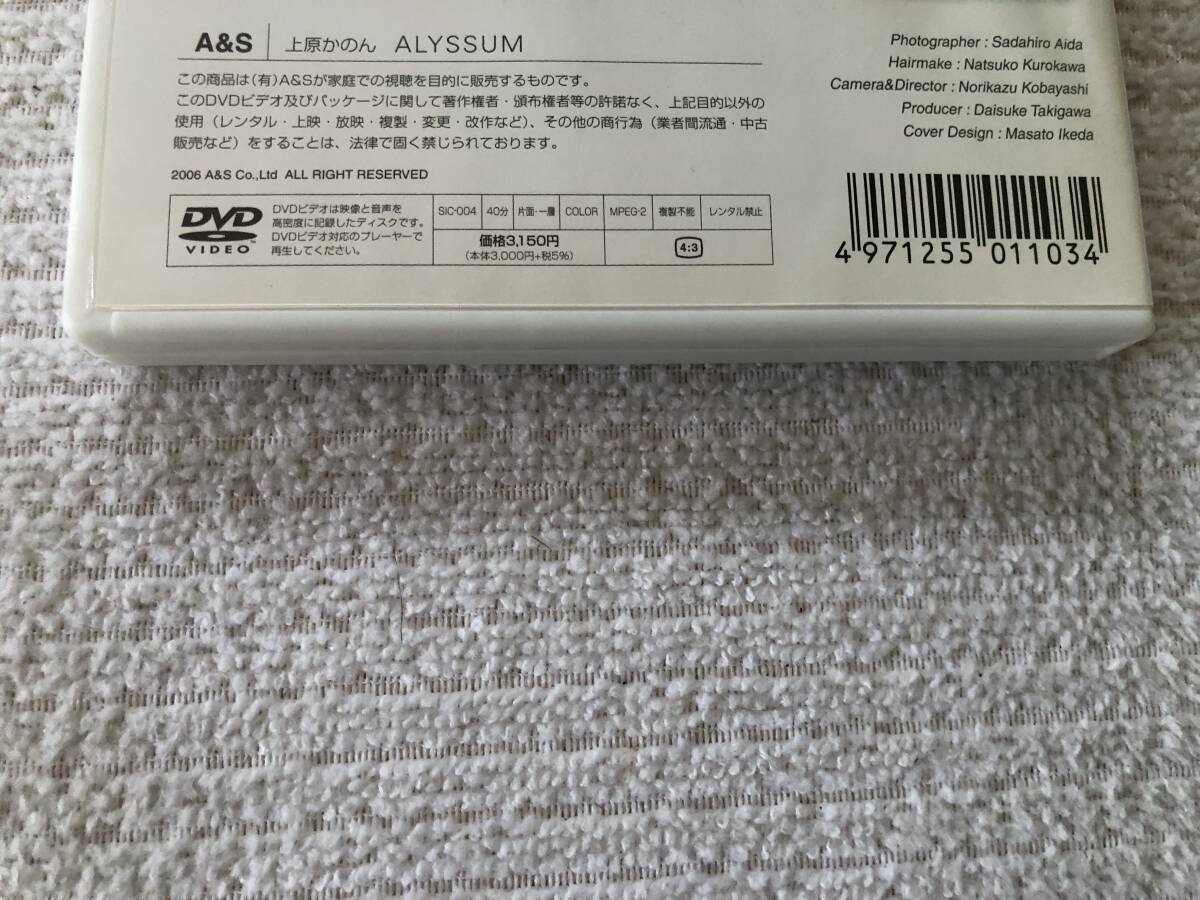 A&S 上原かのん ALYSSUM
この商品は(有)A&Sが家庭での視聴を目的に販売するものです。
このDVDビデオ及びパッケージに関して著作権者・頒布権者等の許諾なく、上記目的以外の
使用（レンタル・上映・放映・複製・変更・改作など）、その他の商行為（業者間流通・中古
販売など）をすることは、法律で固く禁じられております。
2006 A&S Co.,Ltd ALL RIGHT RESERVED
DVD
VIDEO
DVDビデオは映像と音声を
高密度に記録したディスクです。
DVDビデオ対応のプレーヤーで
再生してください。
SIC-004 40分 片面・一層 COLOR MPEG-2 複製不能 レンタル禁止
価格3,150円
(本体3,000円+税5%)
4:3
Photographer : Sadahiro Aida
Hairmake : Natsuko Kurokawa
Camera&Director : Norikazu Kobayashi
Producer : Daisuke Takigawa
Cover Design : Masato Ikeda
4 971255 011034